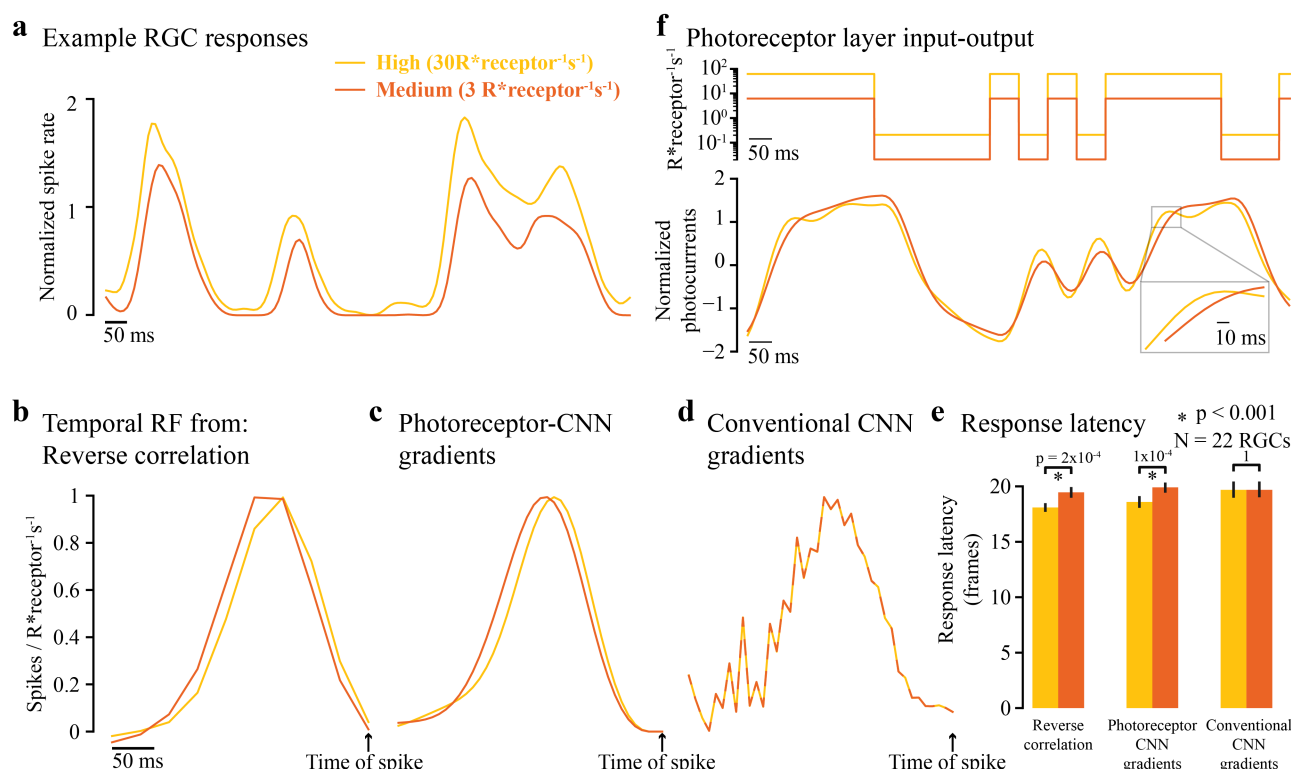 a Example RGC responses
High (30R*receptor⁻¹s⁻¹)
Medium (3 R*receptor⁻¹s⁻¹)
Normalized spike rate
2
1
0
50 ms
f Photoreceptor layer input-output
R*receptor⁻¹s⁻¹
10²
10¹
10⁰
10⁻¹
50 ms
Normalized
photocurrrents
2
1
0
−1
−2
50 ms
10 ms
b Temporal RF from:
Reverse correlation
Spikes / R*receptor⁻¹s⁻¹
1
0.8
0.6
0.4
0.2
0
50 ms
Time of spike
c Photoreceptor-CNN
gradients
Time of spike
d Conventional CNN
gradients
Time of spike
e Response latency
* p < 0.001
N = 22 RGCs
p = 2x10⁻⁴
1x10⁻⁴
1
*
*
Response latency
(frames)
20
15
10
5
0
Reverse
correlation
Photoreceptor
CNN
gradients
Conventional
CNN
gradients